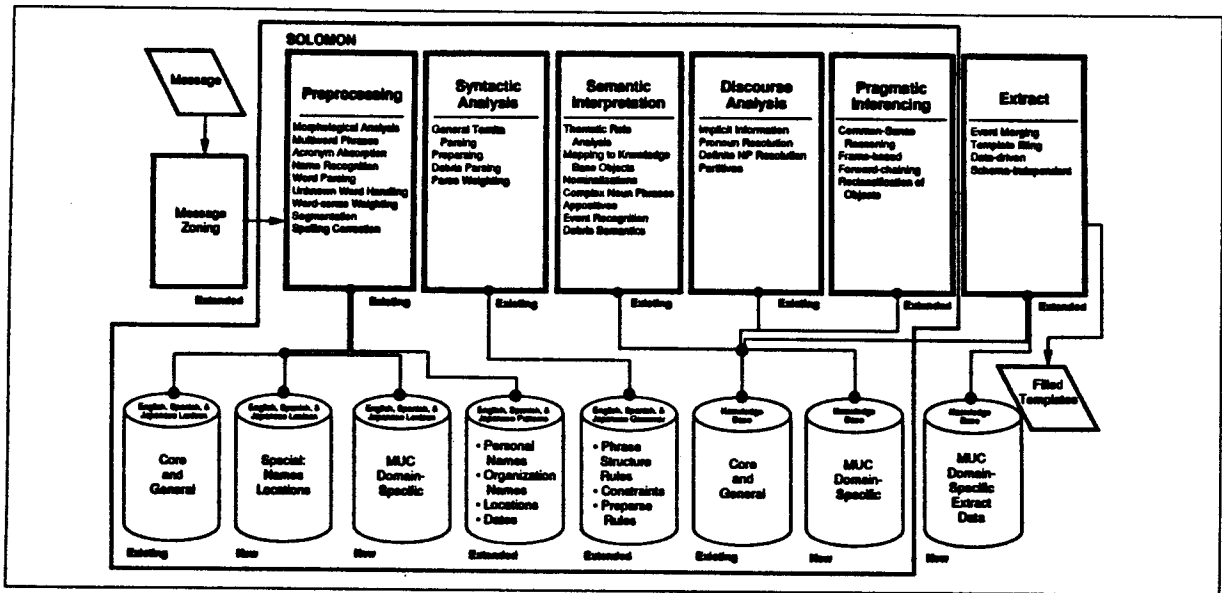 SOLOMON
Message
Message
Zoning
Extended
Preprocessing
Morphological Analysis
Multiword Phrases
Acronym Absorption
Name Recognition
Word Parsing
Unknown Word Handling
Word-sense Weighting
Segmentation
Spelling Correction
Existing
Syntactic
Analysis
General Tomita
Parsing
Preparsing
Debris Parsing
Parse Weighting
Existing
Semantic
Interpretation
Thematic Role
Analysis
Mapping to Knowledge
Base Objects
Nominalizations
Complex Noun Phrases
Appositives
Event Recognition
Debris Semantics
Existing
Discourse
Analysis
Implicit Information
Pronoun Resolution
Definite NP Resolution
Partitives
Existing
Pragmatic
Inferencing
Common-Sense
Reasoning
Frame-based
Forward-chaining
Reclassification of
Objects
Extended
Extract
Event Merging
Template filling
Data-driven
Schema-independent
Extended
Filled
Templates
English, Spanish, &
Japanese Lexicon
Core
and
General
Existing
English, Spanish, &
Japanese Lexicon
Special:
Names
Locations
New
English, Spanish, &
Japanese Lexicon
MUC
Domain-
Specific
New
English, Spanish, &
Japanese Patterns
• Personal
Names
• Organization
Names
• Locations
• Dates
Extended
English, Spanish, &
Japanese Grammar
• Phrase
Structure
Rules
• Constraints
• Preparse
Rules
Extended
Knowledge
Base
Core
and
General
Existing
Knowledge
Base
MUC
Domain-
Specific
New
Knowledge
Base
MUC
Domain-
Specific
Extract
Data
New